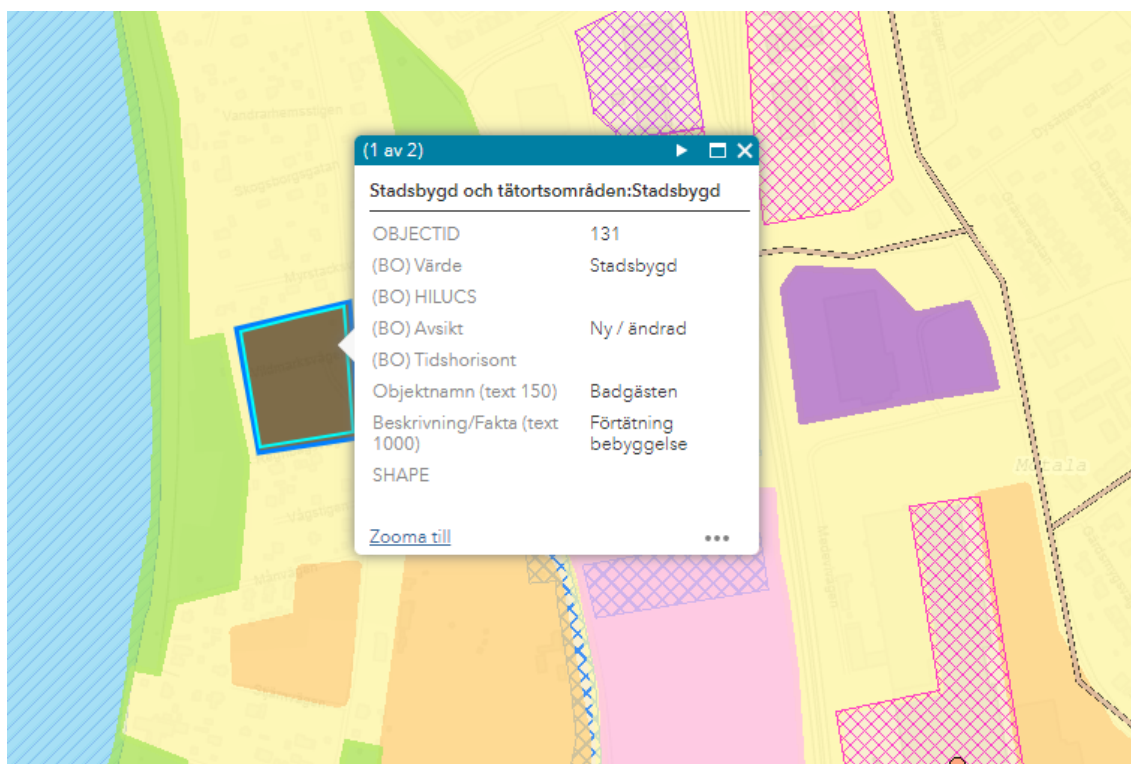 Vandrarhemsstigen
Skogsborgsgatan
(1 av 2)
Stadsbygd och tätortsområden:Stadsbygd
OBJECTID 131
(BO) Värde Stadsbygd
(BO) HILUCS
(BO) Avsikt Ny / ändrad
(BO) Tidshorisont
Objektnamn (text 150) Badgästen
Beskrivning/Fakta (text Förtätning
1000) bebyggelse
SHAPE
Zooma till
Vågstigen
Månvägen